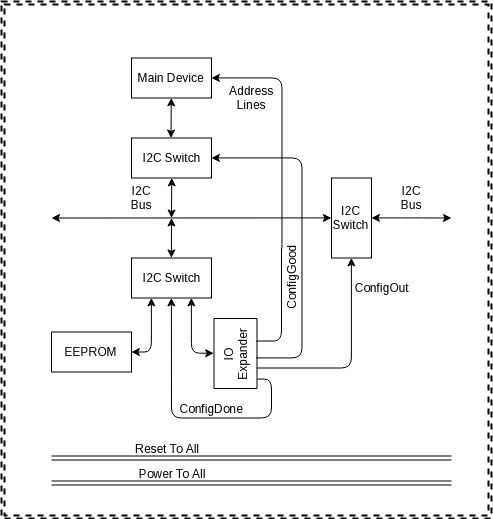 Main Device
Address
Lines
I2C Switch
I2C
Bus
I2C
Switch
I2C
Bus
I2C Switch
ConfigGood
ConfigOut
EEPROM
IO
Expander
ConfigDone
Reset To All
Power To All